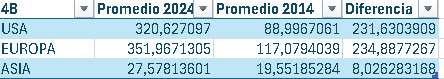 4B Promedio 2024 Promedio 2014 Diferencia
USA 320,627097 88,9967061 231,6303909
EUROPA 351,9671305 117,0794039 234,8877267
ASIA 27,57813601 19,55185284 8,026283168